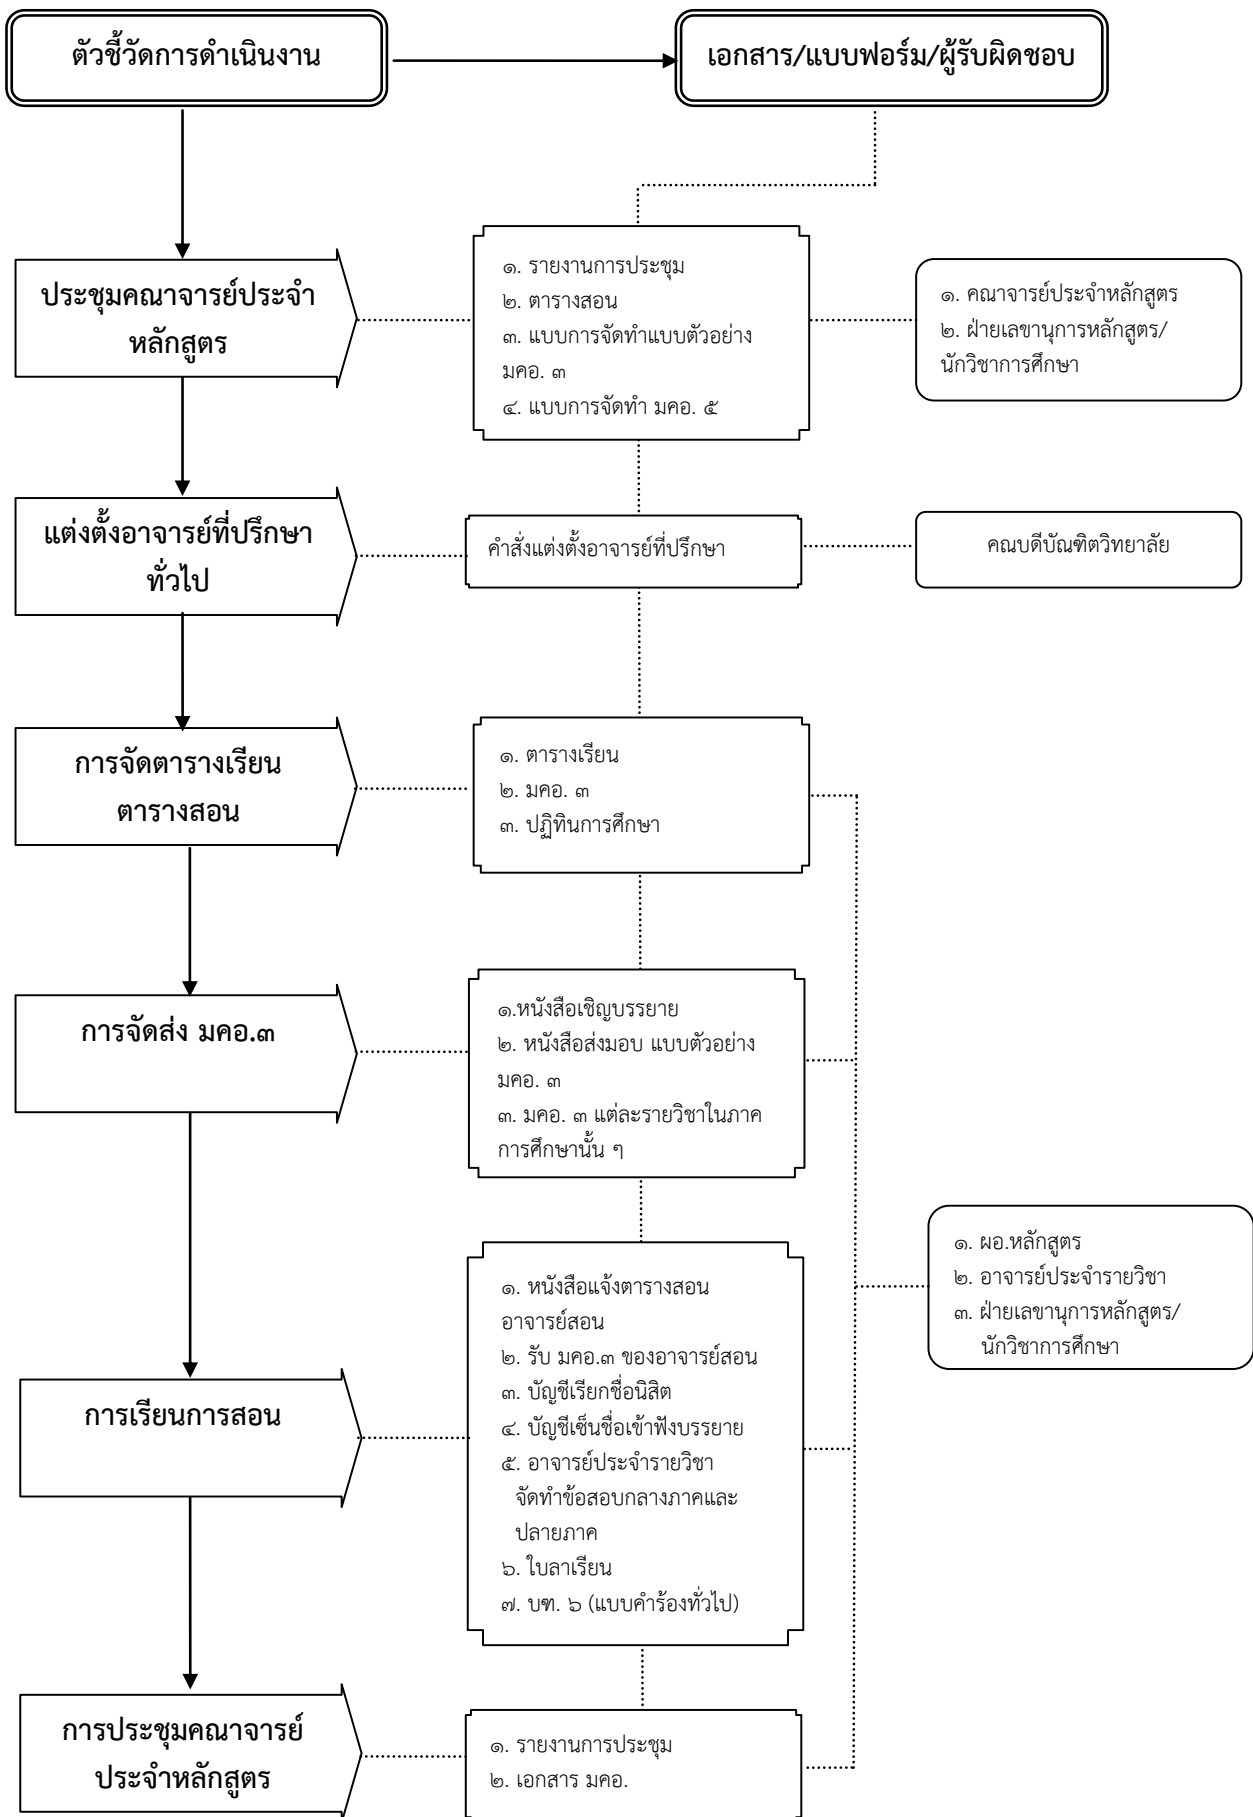 ตัวชี้วัดการดำเนินงาน
เอกสาร/แบบฟอร์ม/ผู้รับผิดชอบ
ประชุมคณาจารย์ประจำ
หลักสูตร
๑. รายงานการประชุม
๒. ตารางสอน
๓. แบบการจัดทำแบบตัวอย่าง
มคอ. ๓
๔. แบบการจัดทำ มคอ. ๕
๑. คณาจารย์ประจำหลักสูตร
๒. ฝ่ายเลขานุการหลักสูตร/
นักวิชาการศึกษา
แต่งตั้งอาจารย์ที่ปรึกษา
ทั่วไป
คำสั่งแต่งตั้งอาจารย์ที่ปรึกษา
คณบดีบัณฑิตวิทยาลัย
การจัดตารางเรียน
ตารางสอน
๑. ตารางเรียน
๒. มคอ. ๓
๓. ปฏิทินการศึกษา
การจัดส่ง มคอ.๓
๑.หนังสือเชิญบรรยาย
๒. หนังสือส่งมอบ แบบตัวอย่าง
มคอ. ๓
๓. มคอ. ๓ แต่ละรายวิชาในภาค
การศึกษานั้น ๆ
๑. ผอ.หลักสูตร
๒. อาจารย์ประจำรายวิชา
๓. ฝ่ายเลขานุการหลักสูตร/
นักวิชาการศึกษา
การเรียนการสอน
๑. หนังสือแจ้งตารางสอน
อาจารย์สอน
๒. รับ มคอ.๓ ของอาจารย์สอน
๓. บัญชีเรียกชื่อนิสิต
๔. บัญชีเซ็นชื่อเข้าฟังบรรยาย
๕. อาจารย์ประจำรายวิชา
จัดทำข้อสอบกลางภาคและ
ปลายภาค
๖. ใบลาเรียน
๗. บฑ. ๖ (แบบคำร้องทั่วไป)
การประชุมคณาจารย์
ประจำหลักสูตร
๑. รายงานการประชุม
๒. เอกสาร มคอ.